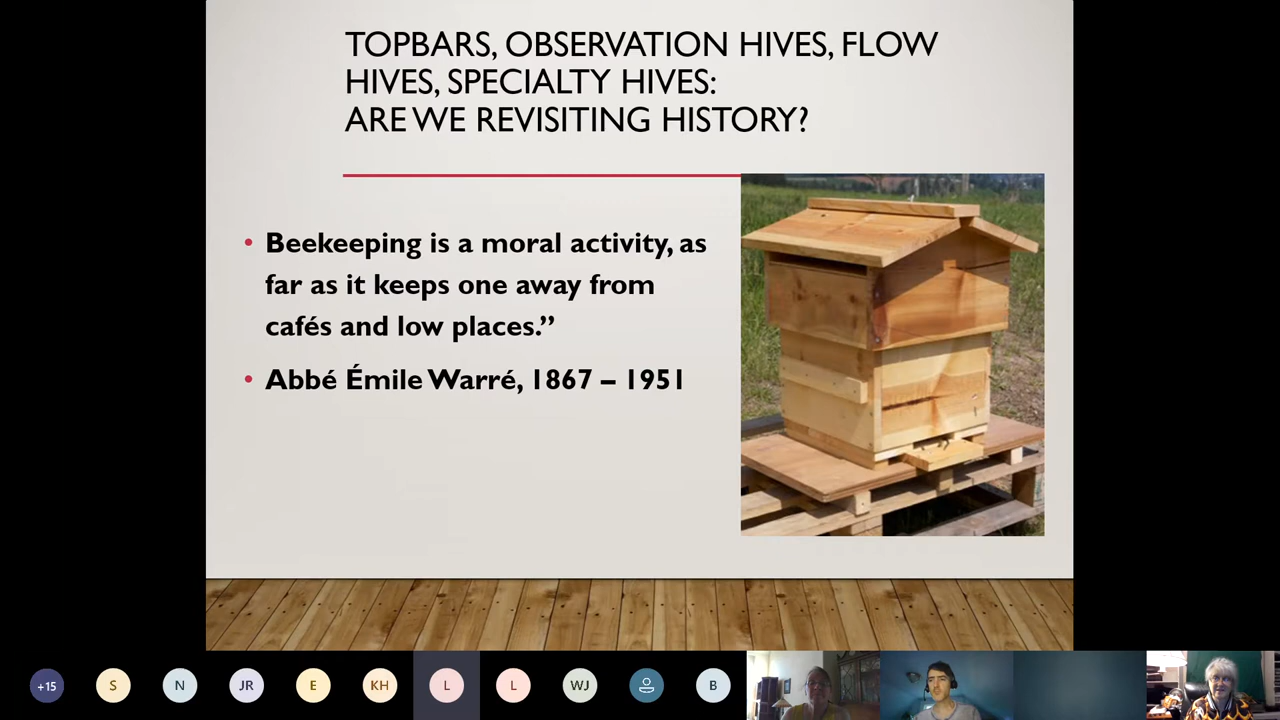 TOPBARS, OBSERVATION HIVES, FLOW
HIVES, SPECIALTY HIVES:
ARE WE REVISITING HISTORY?
• Beekeeping is a moral activity, as
far as it keeps one away from
cafés and low places.”
• Abbé Émile Warré, 1867 – 1951
+15
S
N
JR
E
KH
L
L
WJ
B